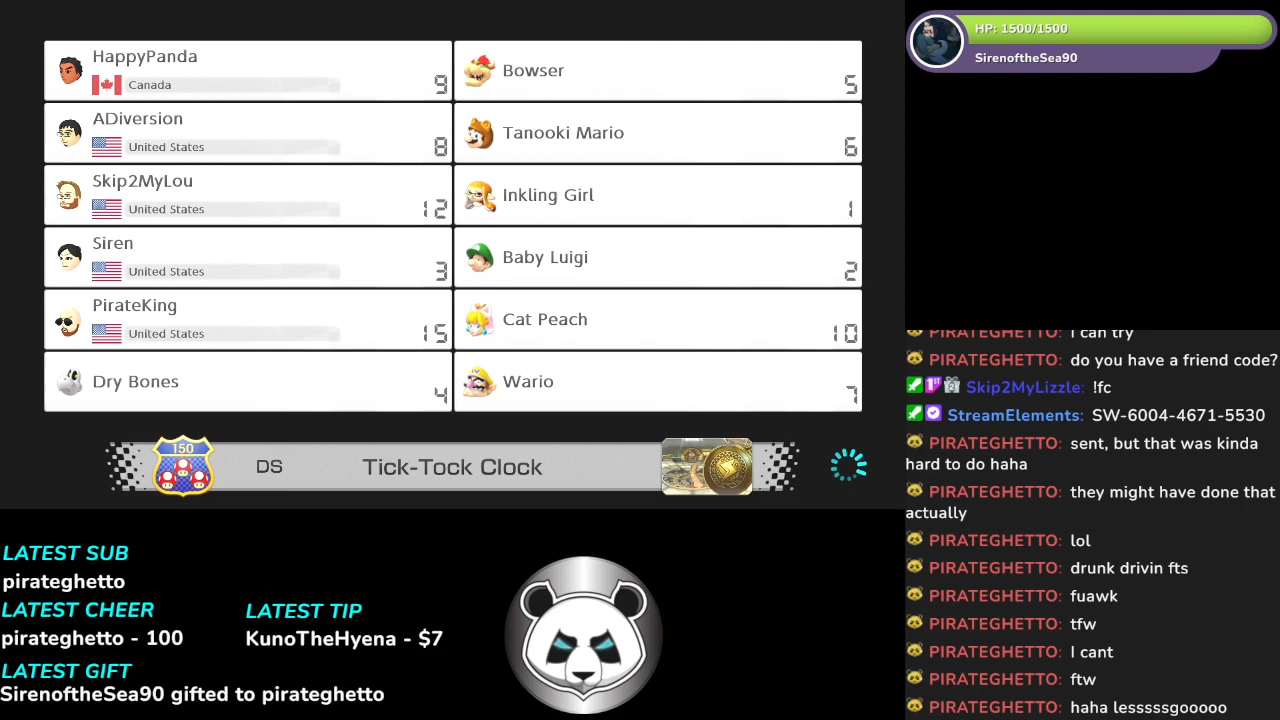 HappyPanda
Canada
9
ADiversion
United States
8
Skip2MyLou
United States
12
Siren
United States
3
PirateKing
United States
15
Dry Bones
4
Bowser
5
Tanooki Mario
6
Inkling Girl
1
Baby Luigi
2
Cat Peach
10
Wario
7
150
DS Tick-Tock Clock
LATEST SUB
pirateghetto
LATEST CHEER
pirateghetto - 100
LATEST TIP
KunoTheHyena - $7
LATEST GIFT
SirenoftheSea90 gifted to pirateghetto
HP: 1500/1500
SirenoftheSea90
PIRATEGHETTO: I can try
PIRATEGHETTO: do you have a friend code?
Skip2MyLizzle: !fc
StreamElements: SW-6004-4671-5530
PIRATEGHETTO: sent, but that was kinda
hard to do haha
PIRATEGHETTO: they might have done that
actually
PIRATEGHETTO: lol
PIRATEGHETTO: drunk drivin fts
PIRATEGHETTO: fuawk
PIRATEGHETTO: tfw
PIRATEGHETTO: I cant
PIRATEGHETTO: ftw
PIRATEGHETTO: haha lesssssgooooo